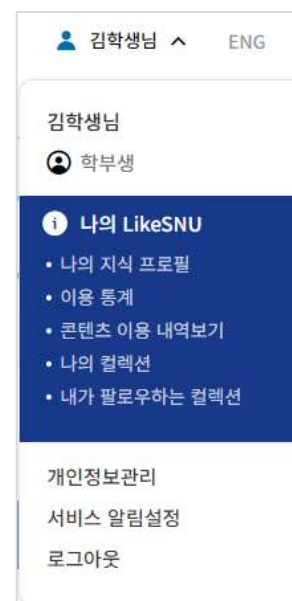 김학생님 ENG
김학생님
학부생
나의 LikeSNU
• 나의 지식 프로필
• 이용 통계
• 콘텐츠 이용 내역보기
• 나의 컬렉션
• 내가 팔로우하는 컬렉션
개인정보관리
서비스 알림설정
로그아웃